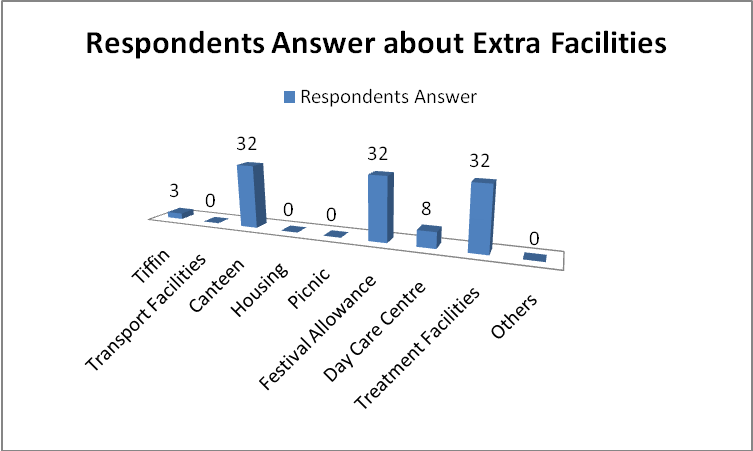 Respondents Answer about Extra Facilities
Respondents Answer
3
0
32
0
0
32
8
32
0
Tiffin
Transport Facilities
Canteen
Housing
Picnic
Festival Allowance
Day Care Centre
Treatment Facilities
Others